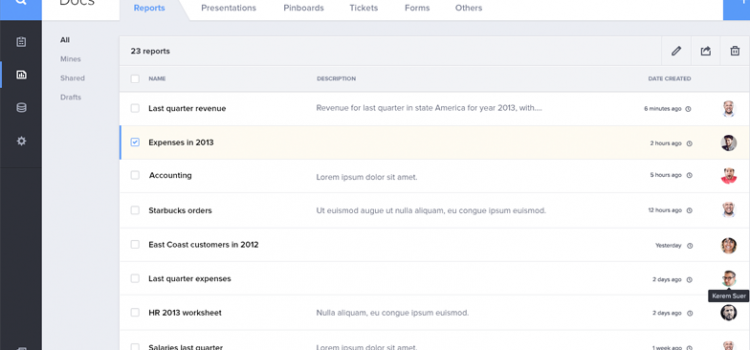 Docs
Reports Presentations Pinboards Tickets Forms Others
All
Mines
Shared
Drafts
23 reports
NAME DESCRIPTION DATE CREATED
Last quarter revenue Revenue for last quarter in state America for year 2013, with.... 6 minutes ago
Expenses in 2013 2 hours ago
Accounting Lorem ipsum dolor sit amet. 5 hours ago
Starbucks orders Ut euismod augue ut nulla aliquam, eu congue ipsum euismod. 12 hours ago
East Coast customers in 2012 Yesterday
Last quarter expenses 2 days ago
Kerem Suer
HR 2013 worksheet Nulla aliquam, eu congue ipsum euismod. 2 days ago
Salaries last quarter Lorem ipsum dolor sit amet. 1 week ago